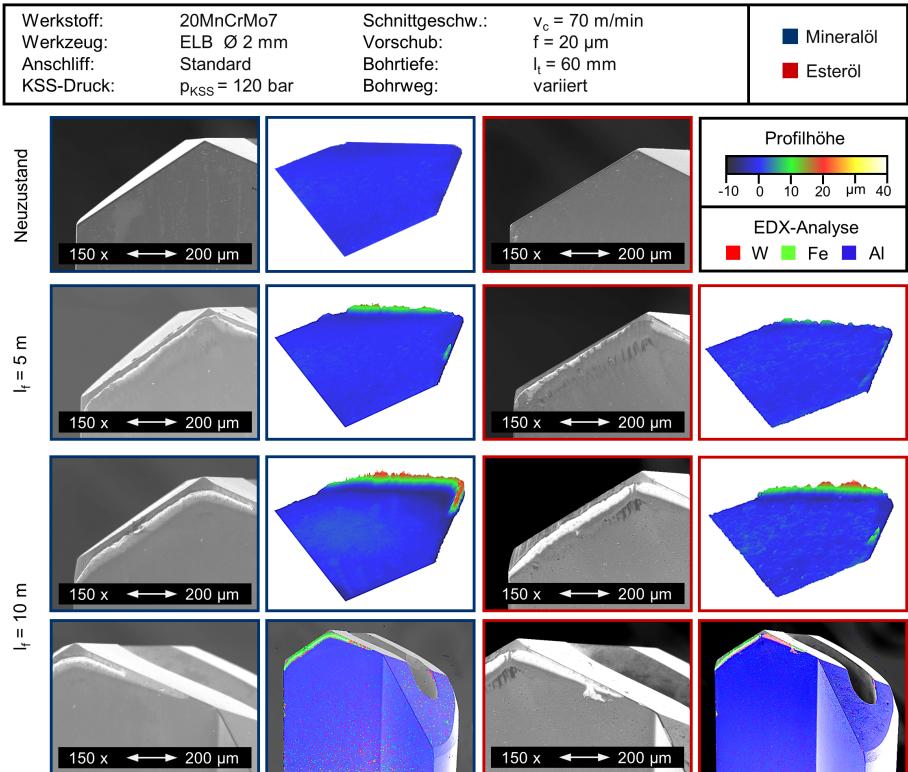 Werkstoff: 20MnCrMo7 Schnittgeschw.: v_c = 70 m/min
Werkzeug: ELB Ø 2 mm Vorschub: f = 20 µm
Anschliff: Standard Bohrtiefe: l_t = 60 mm
KSS-Druck: p_KSS = 120 bar Bohrweg: variiert
Mineralöl
Esteröl
Neuzustand
150 x 200 µm
150 x 200 µm
Profilhöhe
-10 0 10 20 µm 40
EDX-Analyse
W Fe Al
l_f = 5 m
150 x 200 µm
150 x 200 µm
l_f = 10 m
150 x 200 µm
150 x 200 µm
150 x 200 µm
150 x 200 µm